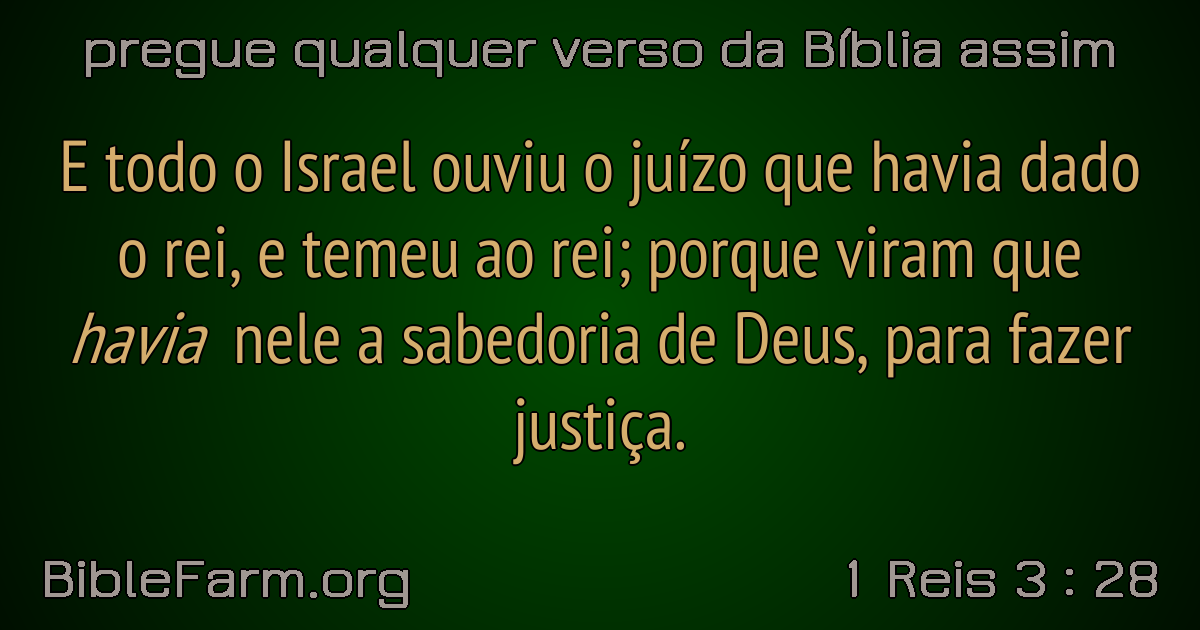 pregue qualquer verso da Bíblia assim
E todo o Israel ouviu o juízo que havia dado
o rei, e temeu ao rei; porque viram que
havia nele a sabedoria de Deus, para fazer
justiça.
BibleFarm.org
1 Reis 3 : 28